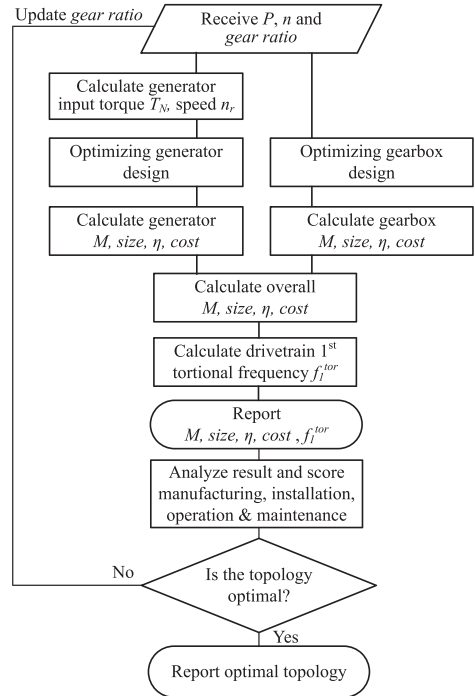 Update gear ratio
Receive P, n and
gear ratio
Calculate generator
input torque T_N, speed n_r
Optimizing generator
design
Optimizing gearbox
design
Calculate generator
M, size, η, cost
Calculate gearbox
M, size, η, cost
Calculate overall
M, size, η, cost
Calculate drivetrain 1st
tortional frequency f_1^tor
Report
M, size, η, cost , f_1^tor
Analyze result and score
manufacturing, installation,
operation & maintenance
No
Is the topology
optimal?
Yes
Report optimal topology